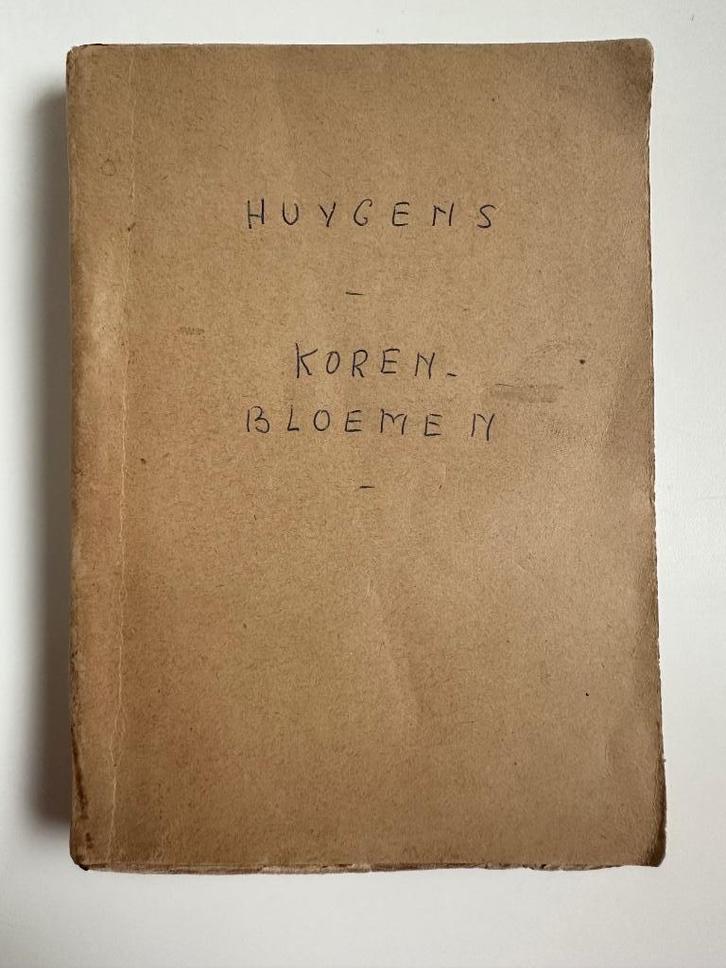 HUYGENS
–
KOREN-
BLOEMEN
–